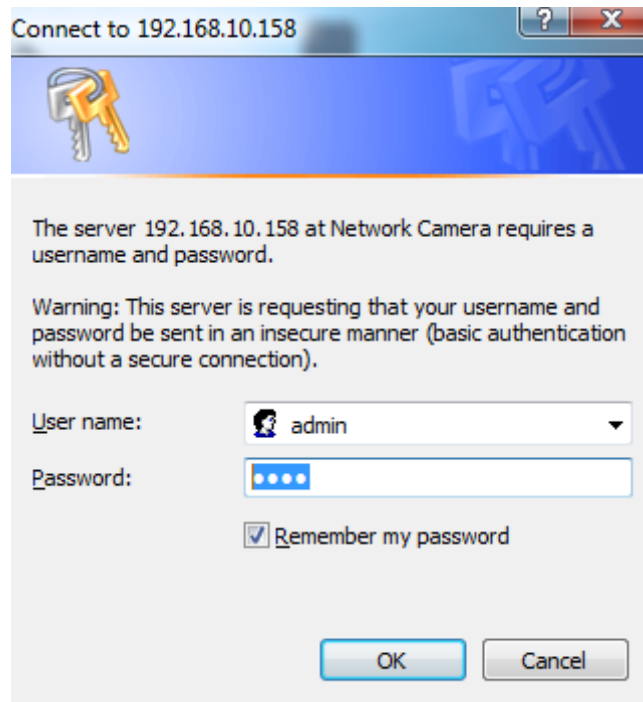 Connect to 192.168.10.158
The server 192.168.10.158 at Network Camera requires a
username and password.
Warning: This server is requesting that your username and
password be sent in an insecure manner (basic authentication
without a secure connection).
User name:
admin
Password:
••••
Remember my password
OK
Cancel